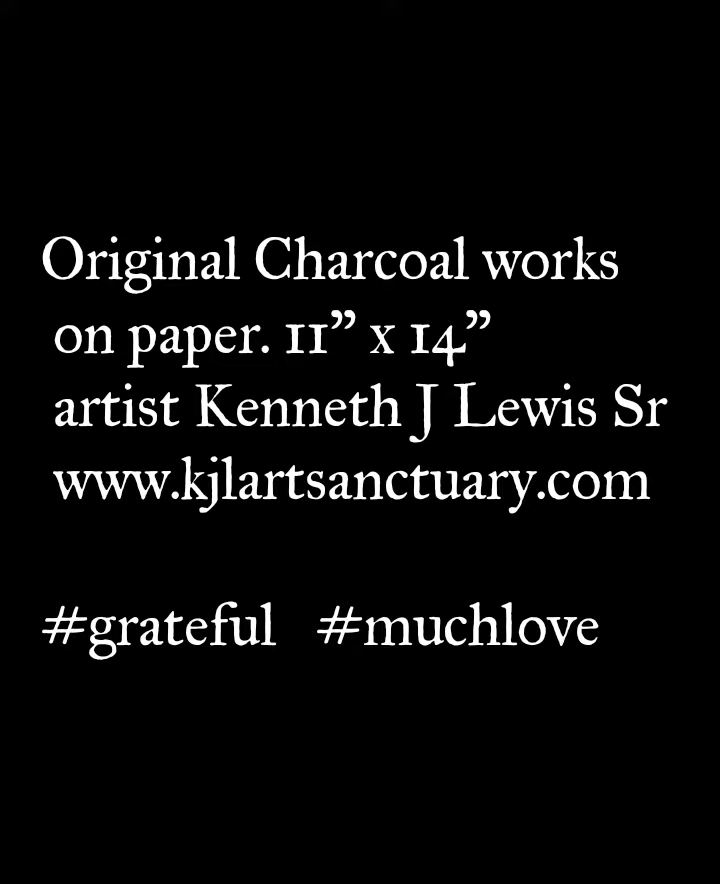 Original Charcoal works
on paper. 11” x 14”
artist Kenneth J Lewis Sr
www.kjlartsanctuary.com
#grateful #muchlove